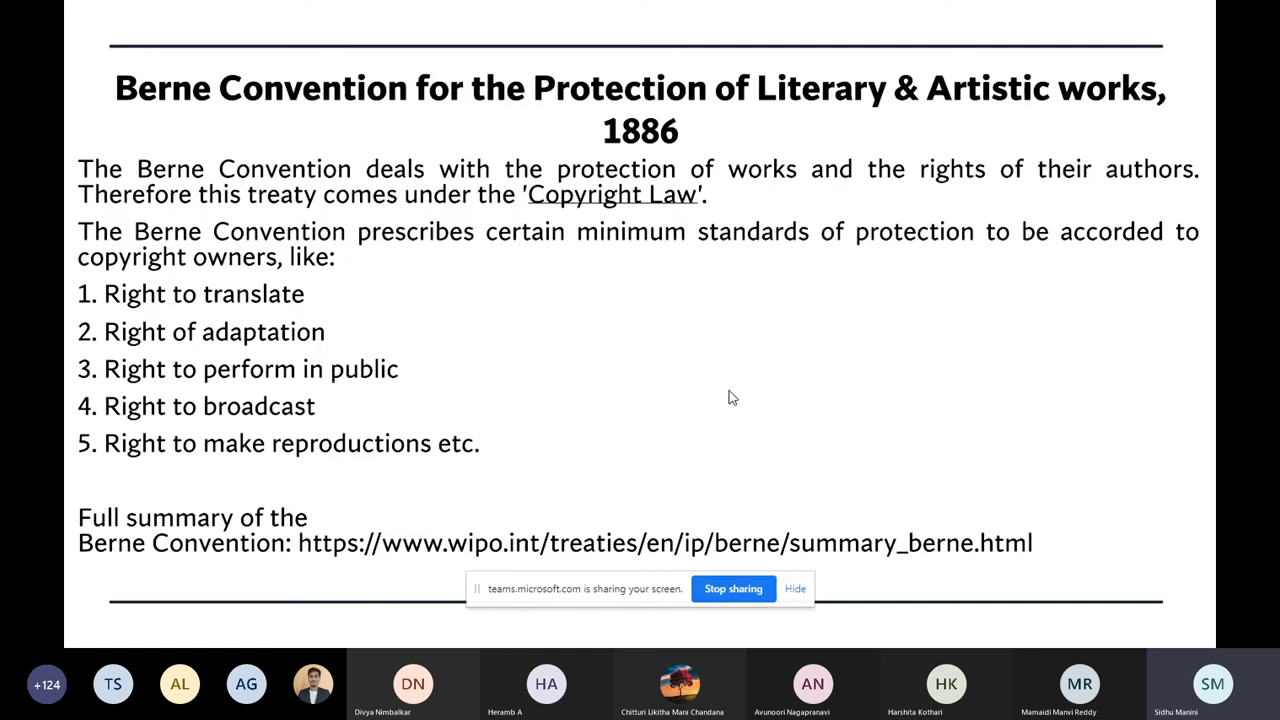 Berne Convention for the Protection of Literary & Artistic works,
1886
The Berne Convention deals with the protection of works and the rights of their authors.
Therefore this treaty comes under the 'Copyright Law'.
The Berne Convention prescribes certain minimum standards of protection to be accorded to
copyright owners, like:
1. Right to translate
2. Right of adaptation
3. Right to perform in public
4. Right to broadcast
5. Right to make reproductions etc.
Full summary of the
Berne Convention: https://www.wipo.int/treaties/en/ip/berne/summary_berne.html
teams.microsoft.com is sharing your screen. Stop sharing Hide
+124 TS AL AG DN HA AN HK MR SM
Divya Nimbalkar Heramb A Chitturi Likitha Mani Chandana Avunoori Nagapranavi Harshita Kothari Mamaidi Manvi Reddy Sidhu Manini